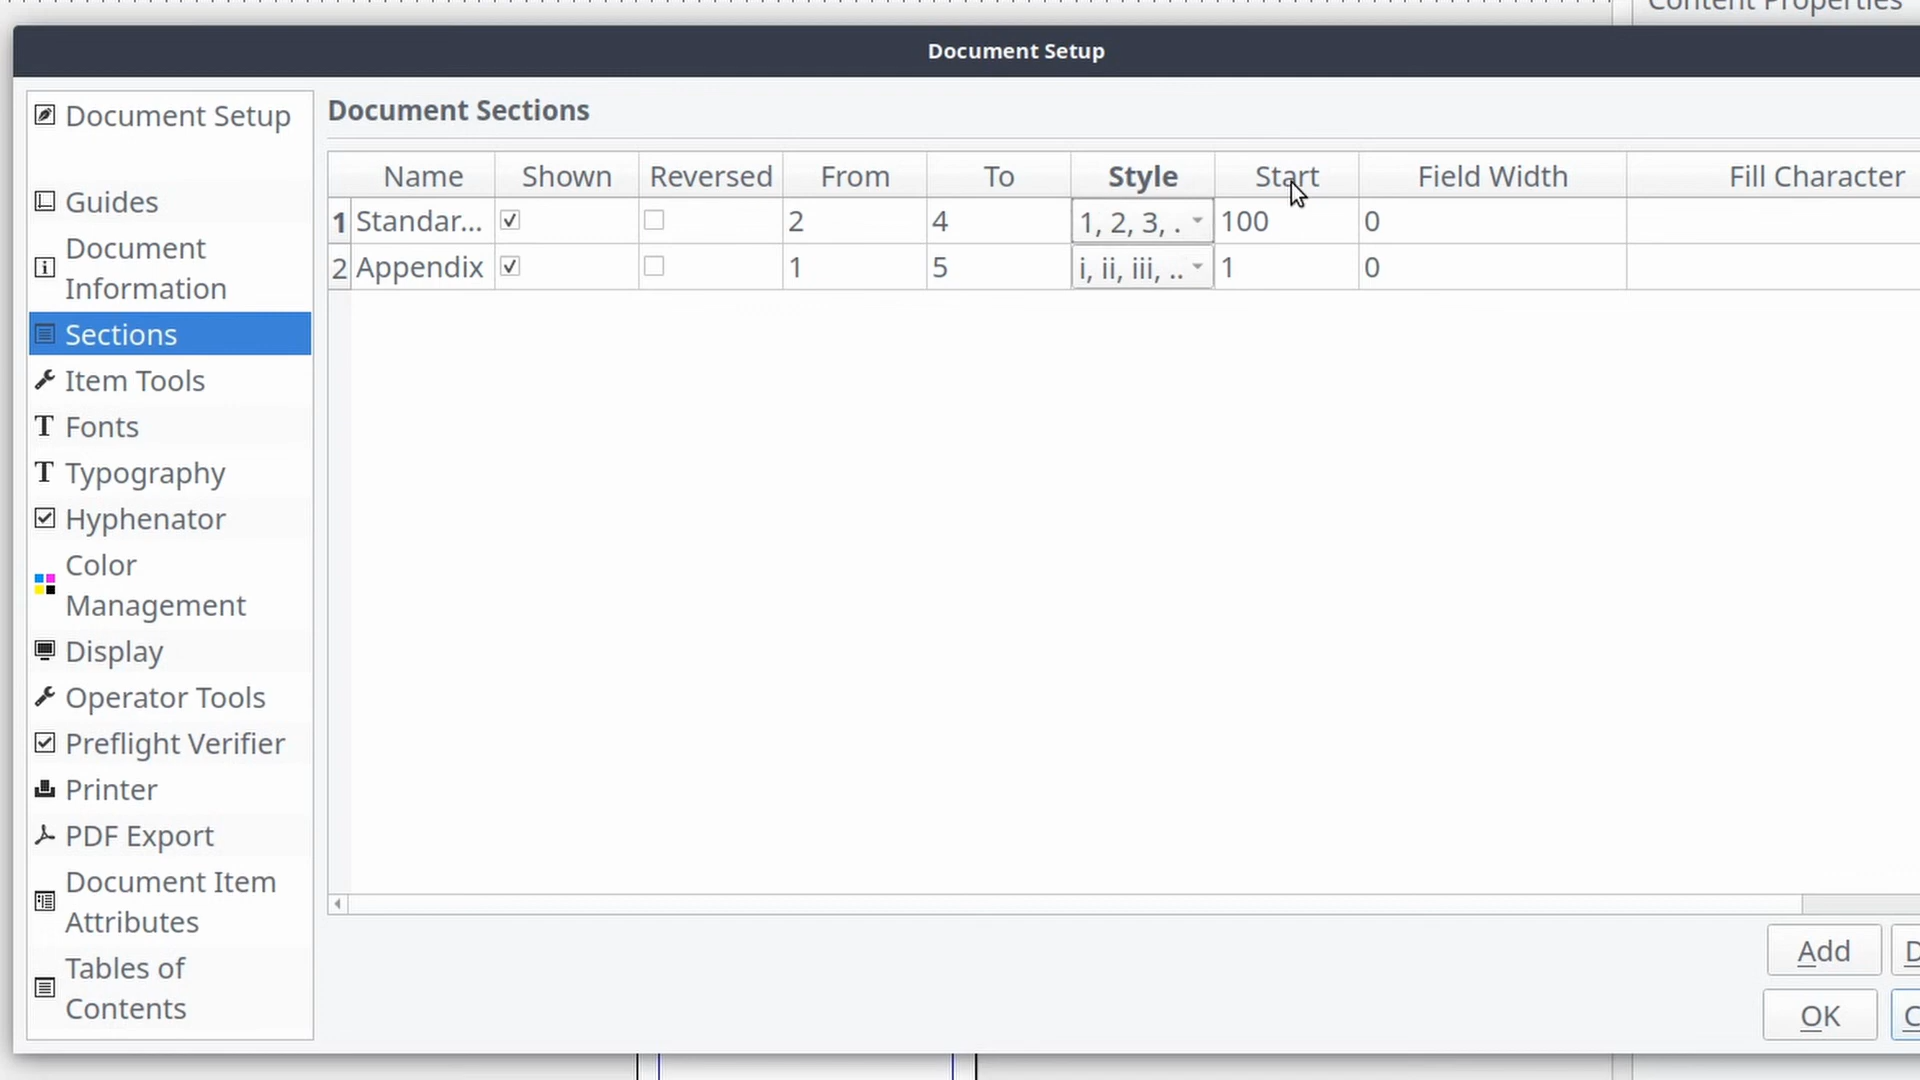 Content Properties
Document Setup
Document Setup
Guides
Document
Information
Sections
Item Tools
Fonts
Typography
Hyphenator
Color
Management
Display
Operator Tools
Preflight Verifier
Printer
PDF Export
Document Item
Attributes
Tables of
Contents
Document Sections
Name Shown Reversed From To Style Start Field Width Fill Character
1 Standar... 2 4 1, 2, 3, . 100 0
2 Appendix 1 5 i, ii, iii, .. 1 0
Add D
OK C